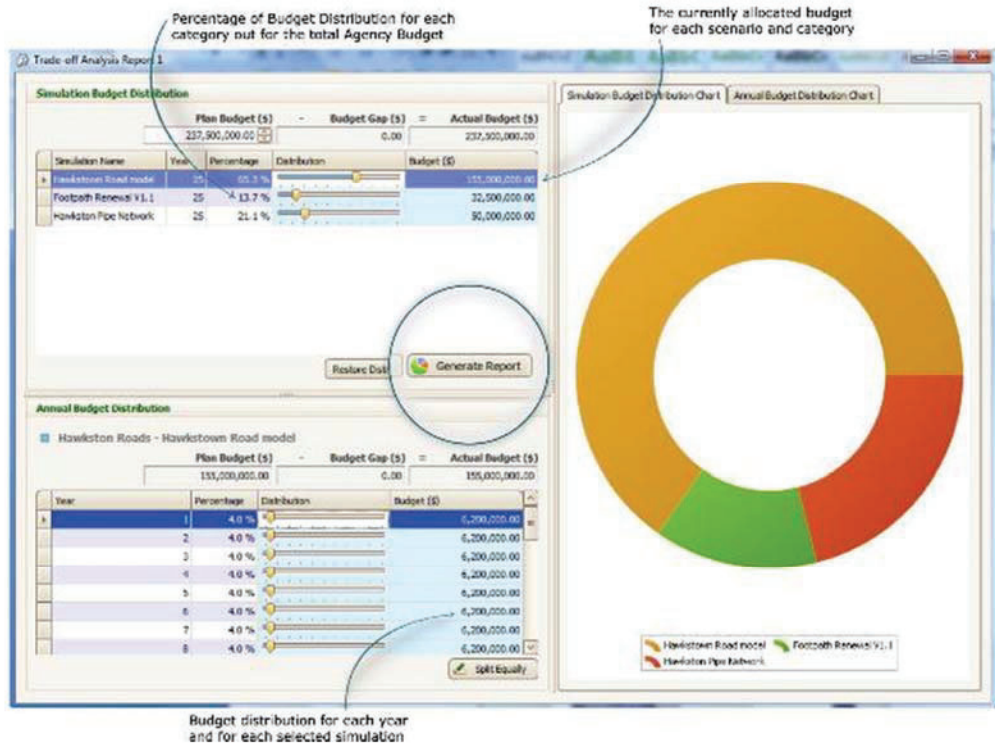 Percentage of Budget Distribution for each
category out for the total Agency Budget
The currently allocated budget
for each scenario and category
Trade-off Analysis Report 1
Simulation Budget Distribution
Plan Budget ($) - Budget Gap ($) = Actual Budget ($)
237,500,000.00 0.00 237,500,000.00
Simulation Name Year Percentage Distribution Budget ($)
Hawkstown Road model 25 65.3 % 155,000,000.00
Footpath Renewal V1.1 25 13.7 % 32,500,000.00
Hawkston Pipe Network 25 21.1 % 50,000,000.00
Restore Dist Generate Report
Annual Budget Distribution
Hawkston Roads - Hawkstown Road model
Plan Budget ($) - Budget Gap ($) = Actual Budget ($)
155,000,000.00 0.00 155,000,000.00
Year Percentage Distribution Budget ($)
1 4.0 % 6,200,000.00
2 4.0 % 6,200,000.00
3 4.0 % 6,200,000.00
4 4.0 % 6,200,000.00
5 4.0 % 6,200,000.00
6 4.0 % 6,200,000.00
7 4.0 % 6,200,000.00
8 4.0 % 6,200,000.00
Split Equally
Simulation Budget Distribution Chart Annual Budget Distribution Chart
Hawkstown Road model Footpath Renewal V1.1
Hawkston Pipe Network
Budget distribution for each year
and for each selected simulation